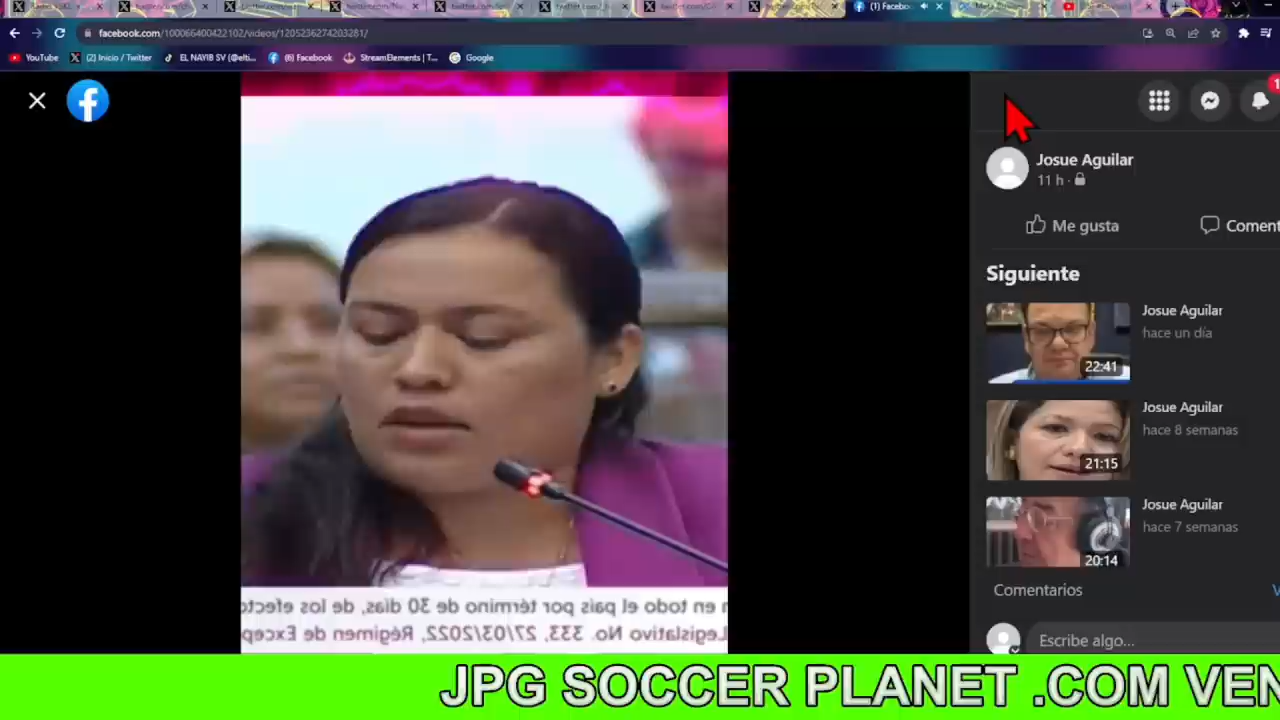 (1) Facebo
facebook.com/100066400422102/videos/1205236274203281/
YouTube
(2) Inicio / Twitter
EL NAYIB SV (@elti...
(6) Facebook
StreamElements | T...
Google
Josue Aguilar
11 h ·
Me gusta
Coment
Siguiente
Josue Aguilar
hace un día
22:41
Josue Aguilar
hace 8 semanas
21:15
Josue Aguilar
hace 7 semanas
20:14
Comentarios
Escribe algo...
n en todo el país por término de 30 días, de los efecto
Legislativo No. 333, 27/03/2022, Régimen de Excep
JPG SOCCER PLANET .COM VEN